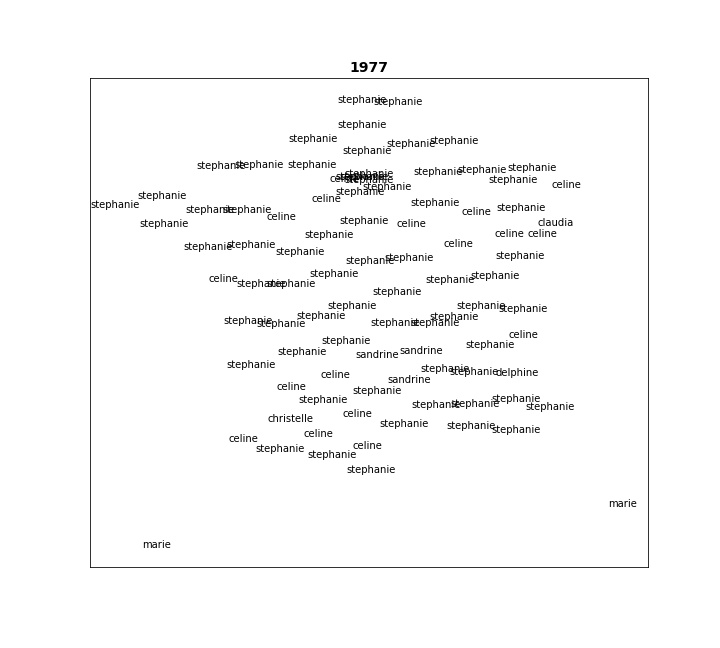 1977
stephanie stephanie
stephanie
stephanie stephanie stephanie
stephanie
stephanie stephanie stephanie stephanie stephanie stephanie
stephanie
celine stephanie stephanie stephanie
stephanie celine
stephanie
stephanie celine stephanie
stephanie stephanie stephanie celine stephanie
celine
stephanie stephanie celine claudia
stephanie celine celine
stephanie stephanie celine
stephanie stephanie stephanie
stephanie
stephanie stephanie
celine stephanie stephanie stephanie
stephanie
stephanie stephanie stephanie
stephanie stephanie
stephanie stephanie stephanie stephanie
celine
stephanie stephanie
stephanie sandrine sandrine
stephanie stephanie stephanie delphine
celine sandrine
celine stephanie
stephanie stephanie stephanie stephanie stephanie
celine
christelle stephanie stephanie stephanie
celine celine
stephanie stephanie celine
stephanie
marie
marie